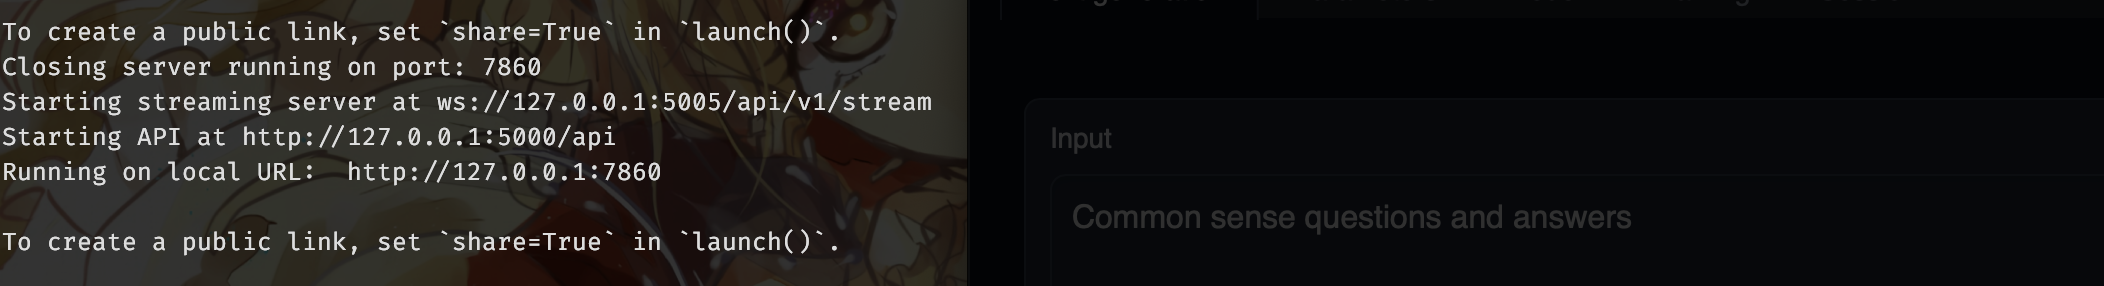 To create a public link, set `share=True` in `launch()`.
Closing server running on port: 7860
Starting streaming server at ws://127.0.0.1:5005/api/v1/stream
Starting API at http://127.0.0.1:5000/api
Running on local URL:  http://127.0.0.1:7860
To create a public link, set `share=True` in `launch()`.
Input
Common sense questions and answers